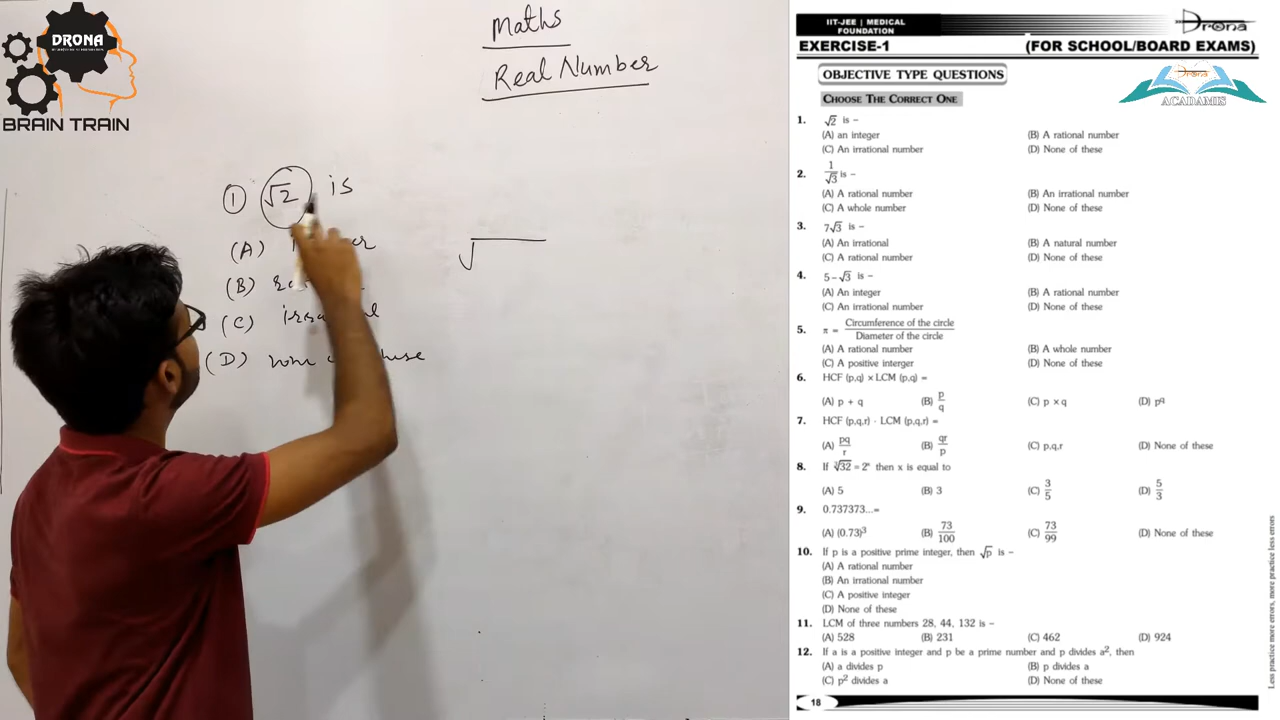 DRONA
BRAIN TRAIN
Maths
Real Number
① √2 is
(A)
(B)
(C)
(D)
IIT-JEE | MEDICAL
FOUNDATION
Drona
EXERCISE-1 (FOR SCHOOL/BOARD EXAMS)
OBJECTIVE TYPE QUESTIONS
Drona
ACADAMIS
CHOOSE THE CORRECT ONE
1. √2 is -
(A) an integer (B) A rational number
(C) An irrational number (D) None of these
2. 1/√3 is -
(A) A rational number (B) An irrational number
(C) A whole number (D) None of these
3. 7√3 is -
(A) An irrational (B) A natural number
(C) A rational number (D) None of these
4. 5-√3 is -
(A) An integer (B) A rational number
(C) An irrational number (D) None of these
5. π = Circumference of the circle / Diameter of the circle
(A) A rational number (B) A whole number
(C) A positive interger (D) None of these
6. HCF (p,q) × LCM (p,q) =
(A) p + q (B) p/q (C) p × q (D) p^q
7. HCF (p,q,r) · LCM (p,q,r) =
(A) pq/r (B) qr/p (C) p,q,r (D) None of these
8. If ∛32 = 2ˣ then x is equal to
(A) 5 (B) 3 (C) 3/5 (D) 5/3
9. 0.737373...=
(A) (0.73)³ (B) 73/100 (C) 73/99 (D) None of these
10. If p is a positive prime integer, then √p is -
(A) A rational number
(B) An irrational number
(C) A positive integer
(D) None of these
11. LCM of three numbers 28, 44, 132 is -
(A) 528 (B) 231 (C) 462 (D) 924
12. If a is a positive integer and p be a prime number and p divides a², then
(A) a divides p (B) p divides a
(C) p² divides a (D) None of these
18
Less practice more errors, more practice less errors